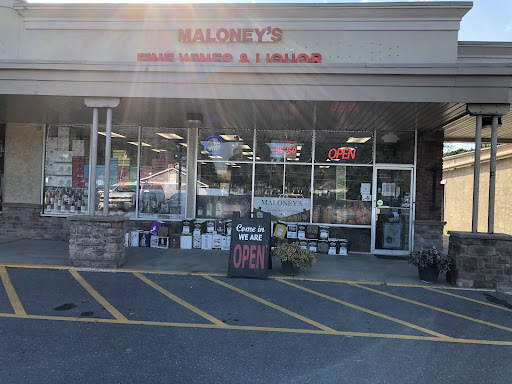 MALONEY'S
FINE WINES & LIQUOR
OPEN
MALONEY'S
Come in
WE ARE
OPEN